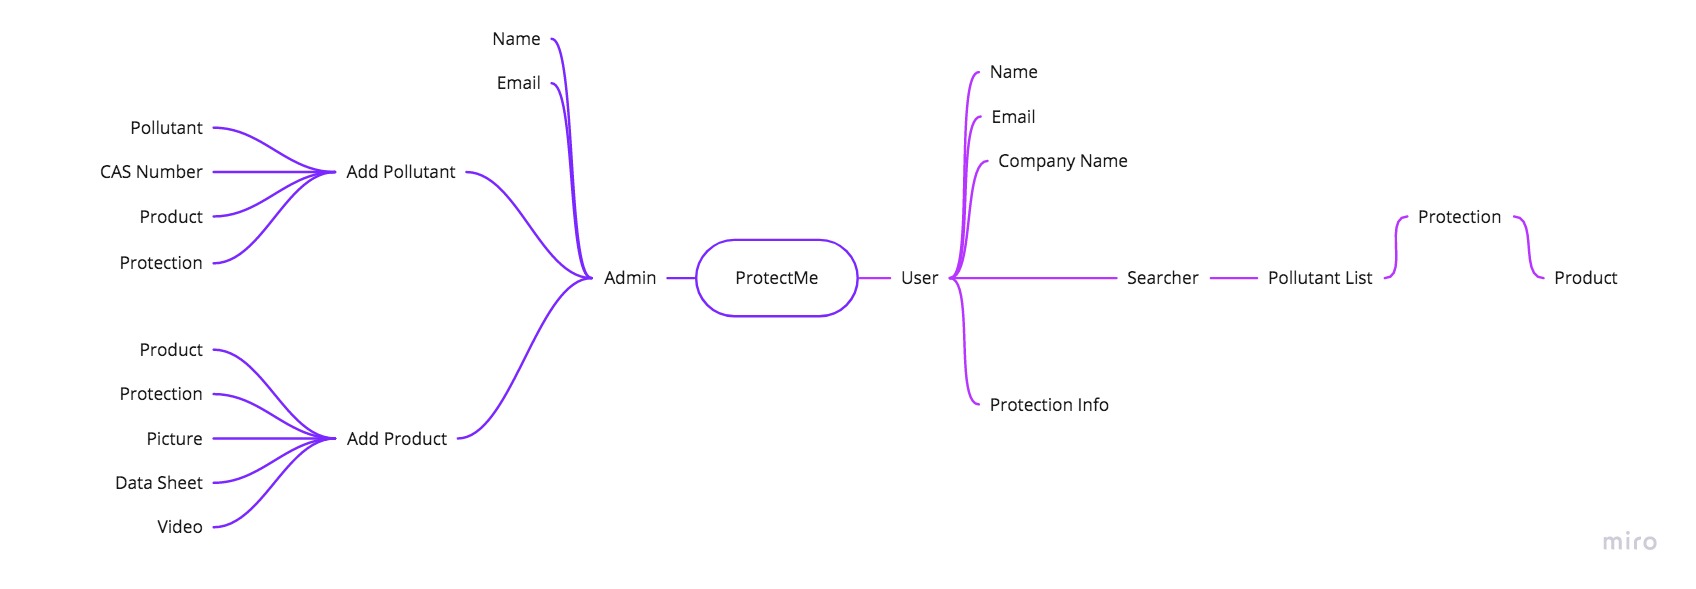 Name
Email
Pollutant
CAS Number
Product
Protection
Add Pollutant
Product
Protection
Picture
Data Sheet
Video
Add Product
Admin
ProtectMe
User
Name
Email
Company Name
Searcher
Pollutant List
Protection
Product
Protection Info
miro